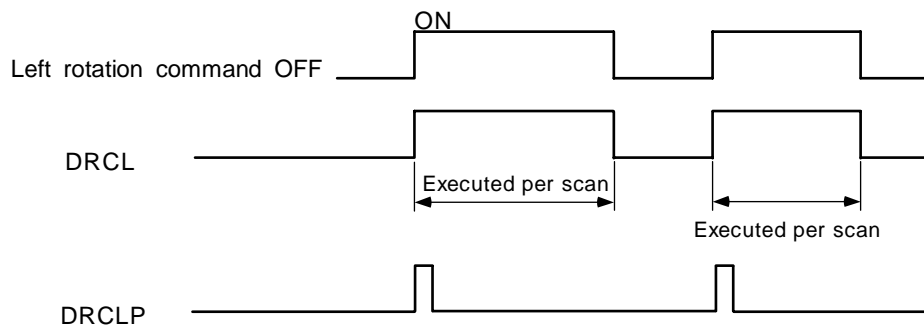 ON
Left rotation command OFF
DRCL
Executed per scan
Executed per scan
DRCLP